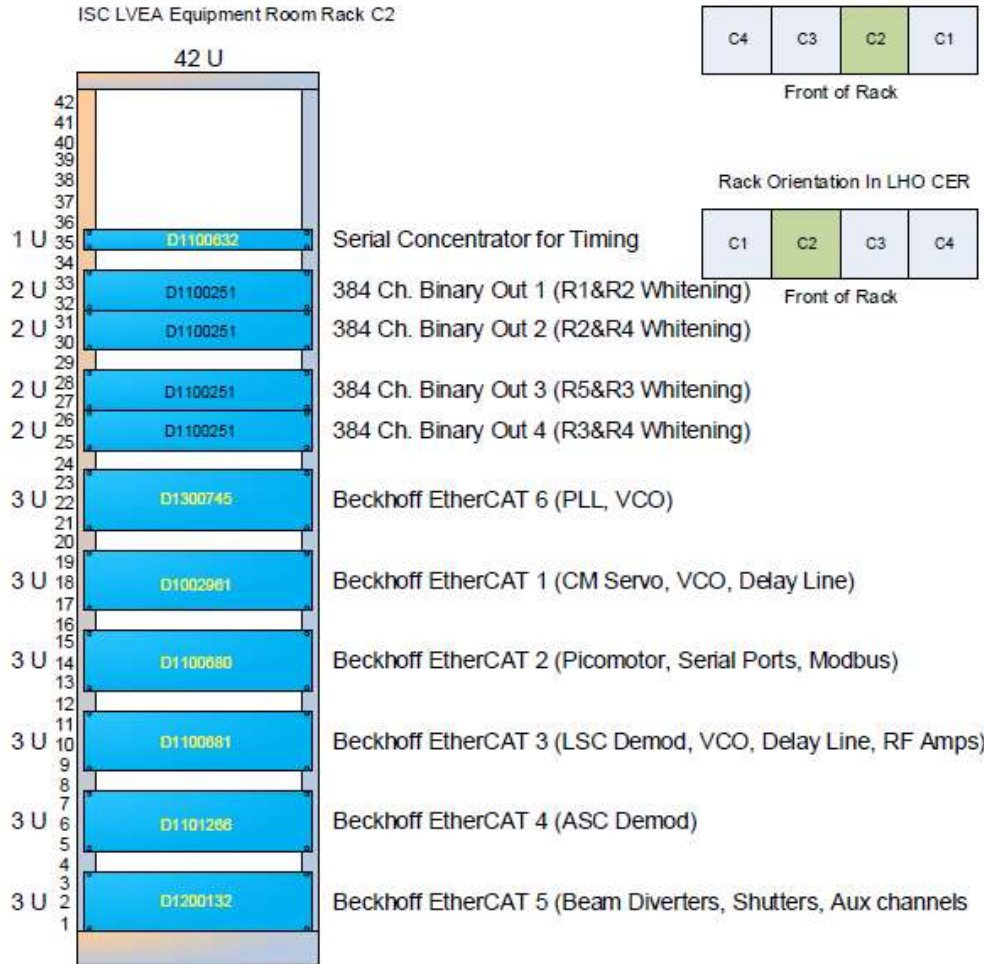 ISC LVEA Equipment Room Rack C2
42 U
C4 C3 C2 C1
Front of Rack
Rack Orientation In LHO CER
C1 C2 C3 C4
Front of Rack
42
41
40
39
38
37
36
1 U 35 D1100632 Serial Concentrator for Timing
34
2 U 33 D1100251 384 Ch. Binary Out 1 (R1&R2 Whitening)
32
2 U 31 D1100251 384 Ch. Binary Out 2 (R2&R4 Whitening)
30
29
2 U 28 D1100251 384 Ch. Binary Out 3 (R5&R3 Whitening)
27
2 U 26 D1100251 384 Ch. Binary Out 4 (R3&R4 Whitening)
25
24
23
3 U 22 D1300745 Beckhoff EtherCAT 6 (PLL, VCO)
21
20
19
3 U 18 D1002961 Beckhoff EtherCAT 1 (CM Servo, VCO, Delay Line)
17
16
15
3 U 14 D1100680 Beckhoff EtherCAT 2 (Picomotor, Serial Ports, Modbus)
13
12
11
3 U 10 D1100681 Beckhoff EtherCAT 3 (LSC Demod, VCO, Delay Line, RF Amps)
9
8
7
3 U 6 D1101266 Beckhoff EtherCAT 4 (ASC Demod)
5
4
3
3 U 2 D1200132 Beckhoff EtherCAT 5 (Beam Diverters, Shutters, Aux channels
1